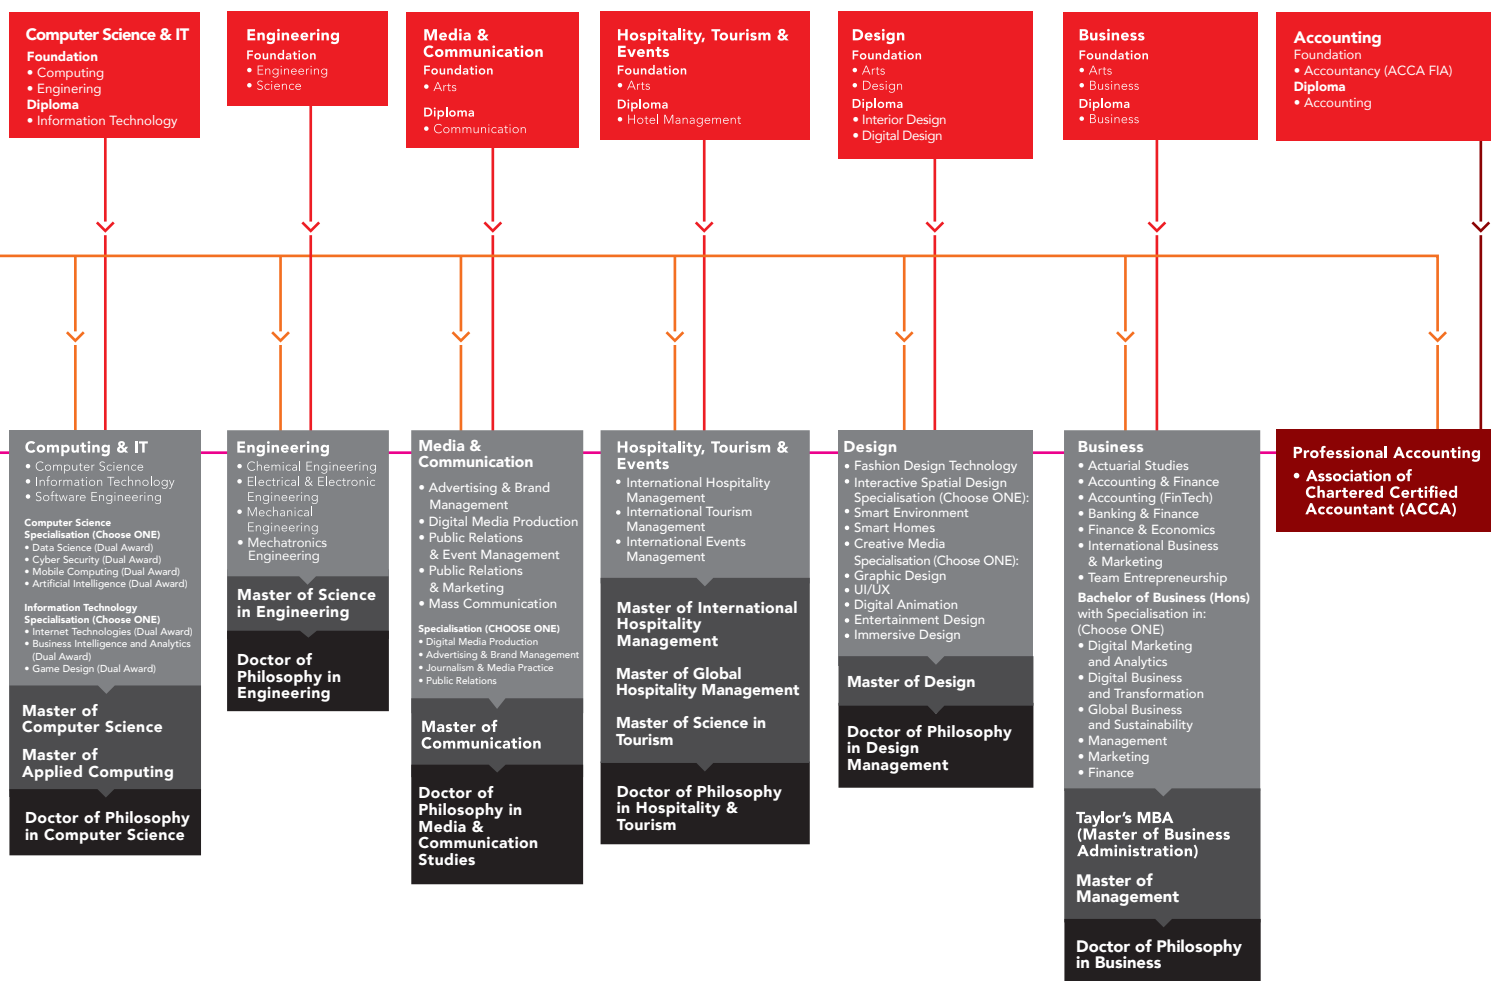 Computer Science & IT
Foundation
• Computing
• Enginering
Diploma
• Information Technology
Engineering
Foundation
• Engineering
• Science
Media &
Communication
Foundation
• Arts
Diploma
• Communication
Hospitality, Tourism &
Events
Foundation
• Arts
Diploma
• Hotel Management
Design
Foundation
• Arts
• Design
Diploma
• Interior Design
• Digital Design
Business
Foundation
• Arts
• Business
Diploma
• Business
Accounting
Foundation
• Accountancy (ACCA FIA)
Diploma
• Accounting
Computing & IT
• Computer Science
• Information Technology
• Software Engineering
Computer Science
Specialisation (Choose ONE)
• Data Science (Dual Award)
• Cyber Security (Dual Award)
• Mobile Computing (Dual Award)
• Artificial Intelligence (Dual Award)
Information Technology
Specialisation (Choose ONE)
• Internet Technologies (Dual Award)
• Business Intelligence and Analytics
(Dual Award)
• Game Design (Dual Award)
Master of
Computer Science
Master of
Applied Computing
Doctor of Philosophy
in Computer Science
Engineering
• Chemical Engineering
• Electrical & Electronic
Engineering
• Mechanical
Engineering
• Mechatronics
Engineering
Master of Science
in Engineering
Doctor of
Philosophy in
Engineering
Media &
Communication
• Advertising & Brand
Management
• Digital Media Production
• Public Relations
& Event Management
• Public Relations
& Marketing
• Mass Communication
Specialisation (CHOOSE ONE)
• Digital Media Production
• Advertising & Brand Management
• Journalism & Media Practice
• Public Relations
Master of
Communication
Doctor of
Philosophy in
Media &
Communication
Studies
Hospitality, Tourism &
Events
• International Hospitality
Management
• International Tourism
Management
• International Events
Management
Master of International
Hospitality
Management
Master of Global
Hospitality Management
Master of Science in
Tourism
Doctor of Philosophy
in Hospitality &
Tourism
Design
• Fashion Design Technology
• Interactive Spatial Design
Specialisation (Choose ONE):
• Smart Environment
• Smart Homes
• Creative Media
Specialisation (Choose ONE):
• Graphic Design
• UI/UX
• Digital Animation
• Entertainment Design
• Immersive Design
Master of Design
Doctor of Philosophy
in Design
Management
Business
• Actuarial Studies
• Accounting & Finance
• Accounting (FinTech)
• Banking & Finance
• Finance & Economics
• International Business
& Marketing
• Team Entrepreneurship
Bachelor of Business (Hons)
with Specialisation in:
(Choose ONE)
• Digital Marketing
and Analytics
• Digital Business
and Transformation
• Global Business
and Sustainability
• Management
• Marketing
• Finance
Taylor's MBA
(Master of Business
Administration)
Master of
Management
Doctor of Philosophy
in Business
Professional Accounting
• Association of
Chartered Certified
Accountant (ACCA)